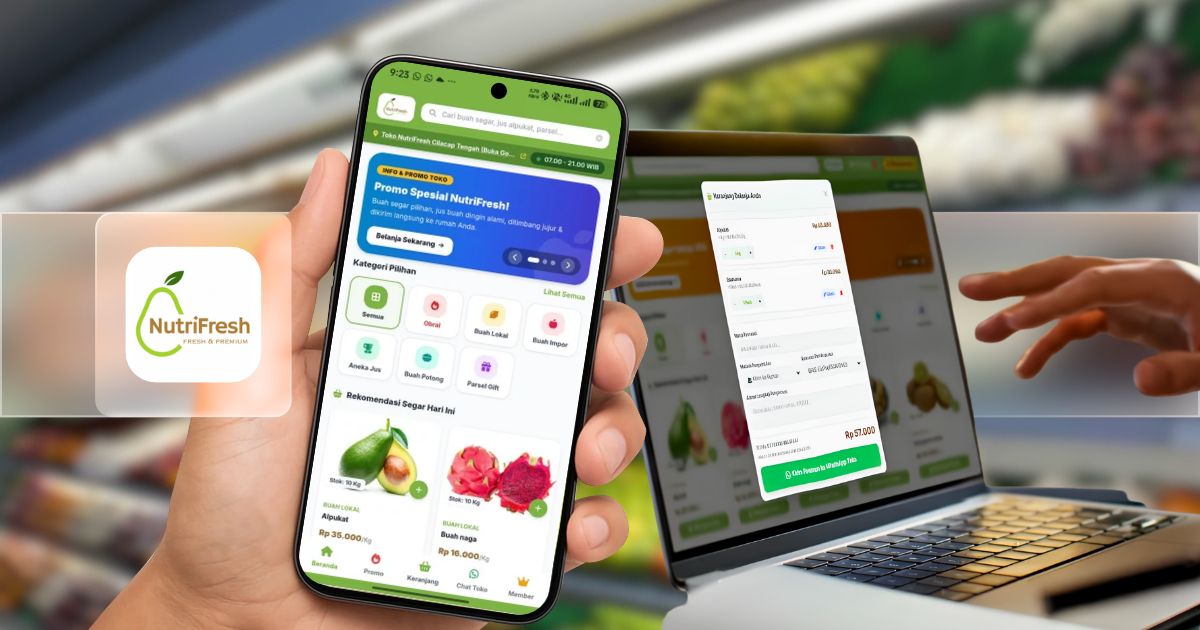 NutriFresh
FRESH & PREMIUM
9:23
4G
73
NutriFresh
Cari buah segar, jus alpukat, parsel...
Toko NutriFresh Cilacap Tengah (Buka Go...
07.00 - 21.00 WIB
INFO & PROMO TOKO
Promo Spesial NutriFresh!
Buah segar pilihan, jus buah dingin alami, ditimbang jujur &
dikirim langsung ke rumah Anda.
Belanja Sekarang →
Kategori Pilihan
Lihat Semua
Semua
Obral
Buah Lokal
Buah Impor
Aneka Jus
Buah Potong
Parsel Gift
Rekomendasi Segar Hari Ini
Stok: 10 Kg
Stok: 10 Kg
BUAH LOKAL
Alpukat
Rp 35.000/Kg
BUAH LOKAL
Buah naga
Rp 16.000/Kg
Beranda
Promo
Keranjang
Chat Toko
Member
Keranjang Belanja Anda
Rp 57.000
Kirim Pesanan ke WhatsApp Toko